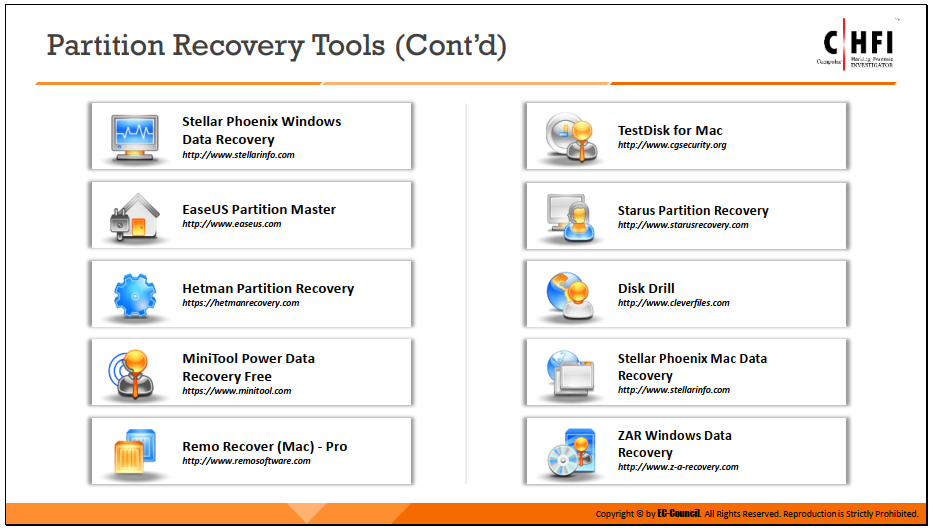 Partition Recovery Tools (Cont'd)
CHFI
Computer Hacking Forensic
INVESTIGATOR
Stellar Phoenix Windows
Data Recovery
http://www.stellarinfo.com
EaseUS Partition Master
http://www.easeus.com
Hetman Partition Recovery
https://hetmanrecovery.com
MiniTool Power Data
Recovery Free
https://www.minitool.com
Remo Recover (Mac) - Pro
http://www.remosoftware.com
TestDisk for Mac
http://www.cgsecurity.org
Starus Partition Recovery
http://www.starusrecovery.com
Disk Drill
http://www.cleverfiles.com
Stellar Phoenix Mac Data
Recovery
http://www.stellarinfo.com
ZAR Windows Data
Recovery
http://www.z-a-recovery.com
Copyright © by EC-Council. All Rights Reserved. Reproduction is Strictly Prohibited.